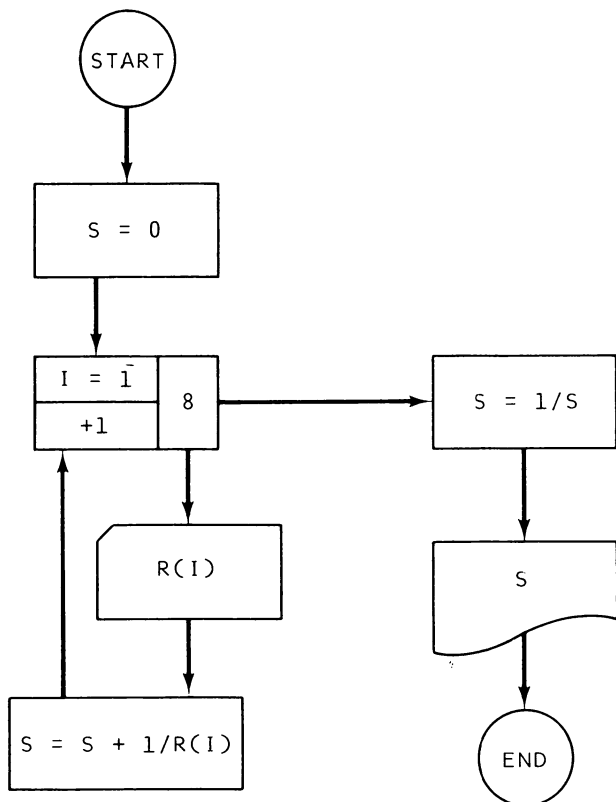 START
S = 0
I = 1
+1
8
S = 1/S
R(I)
S
S = S + 1/R(I)
END